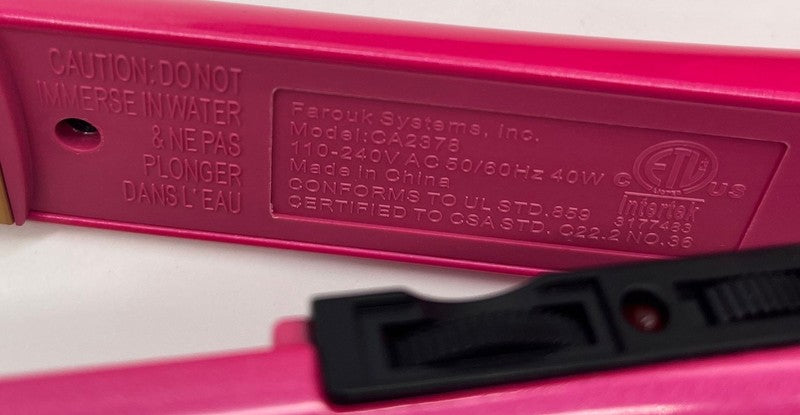 CAUTION: DO NOT
IMMERSE IN WATER
& NE PAS
PLONGER
DANS L'EAU
Farouk Systems, Inc.
Model: CA2378
110-240V AC 50/60Hz 40W
Made in China
CONFORMS TO UL STD. 859
CERTIFIED TO CSA STD. C22.2 NO.36
C ETL US
Intertek
3177483